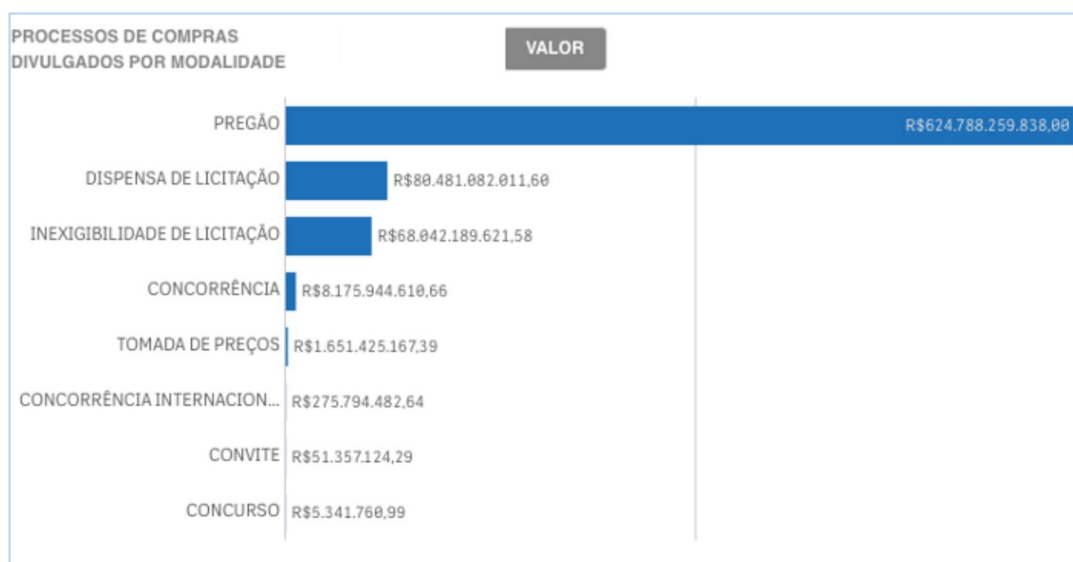 PROCESSOS DE COMPRAS
DIVULGADOS POR MODALIDADE
VALOR
PREGÃO R$624.788.259.838,00
DISPENSA DE LICITAÇÃO R$80.481.082.011,60
INEXIGIBILIDADE DE LICITAÇÃO R$68.042.189.621,58
CONCORRÊNCIA R$8.175.944.610,66
TOMADA DE PREÇOS R$1.651.425.167,39
CONCORRÊNCIA INTERNACION... R$275.794.482,64
CONVITE R$51.357.124,29
CONCURSO R$5.341.760,99